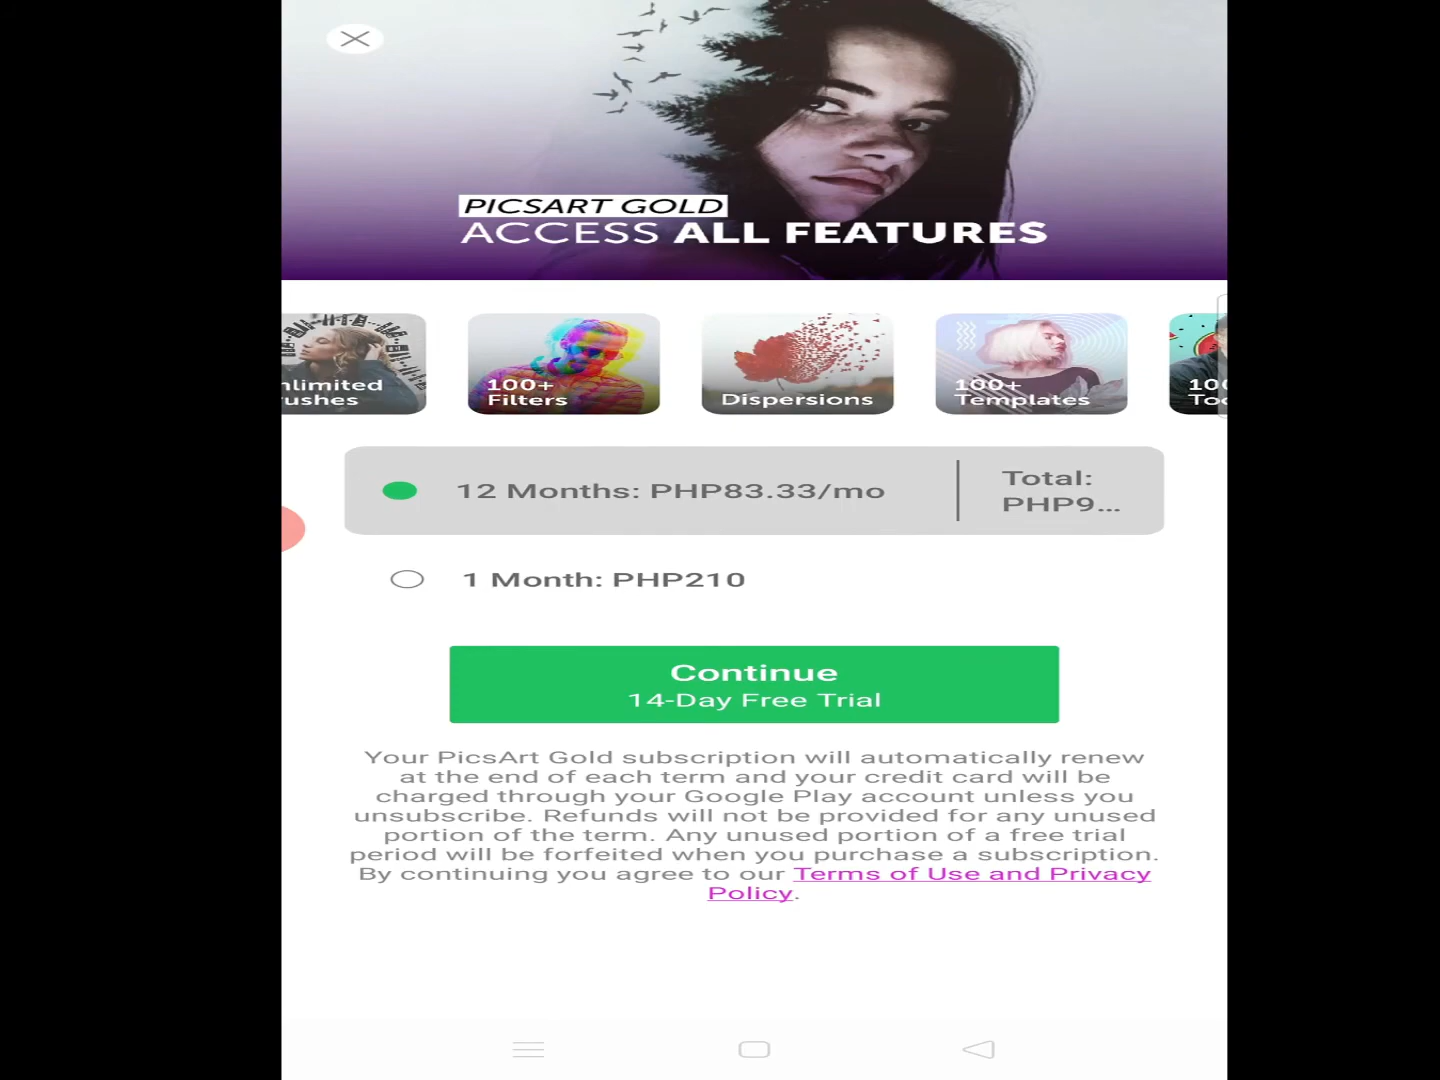 PICSART GOLD
ACCESS ALL FEATURES
nlimited
ushes
100+
Filters
Dispersions
100+
Templates
100
Too
12 Months: PHP83.33/mo
Total:
PHP9...
1 Month: PHP210
Continue
14-Day Free Trial
Your PicsArt Gold subscription will automatically renew
at the end of each term and your credit card will be
charged through your Google Play account unless you
unsubscribe. Refunds will not be provided for any unused
portion of the term. Any unused portion of a free trial
period will be forfeited when you purchase a subscription.
By continuing you agree to our Terms of Use and Privacy
Policy.